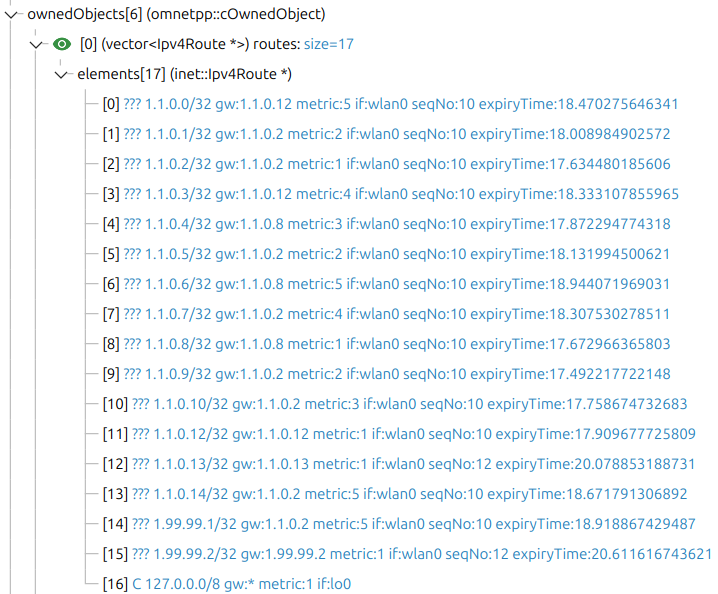 ownedObjects[6] (omnetpp::cOwnedObject)
[0] (vector<Ipv4Route *>) routes: size=17
elements[17] (inet::Ipv4Route *)
[0] ??? 1.1.0.0/32 gw:1.1.0.12 metric:5 if:wlan0 seqNo:10 expiryTime:18.470275646341
[1] ??? 1.1.0.1/32 gw:1.1.0.2 metric:2 if:wlan0 seqNo:10 expiryTime:18.008984902572
[2] ??? 1.1.0.2/32 gw:1.1.0.2 metric:1 if:wlan0 seqNo:10 expiryTime:17.634480185606
[3] ??? 1.1.0.3/32 gw:1.1.0.12 metric:4 if:wlan0 seqNo:10 expiryTime:18.333107855965
[4] ??? 1.1.0.4/32 gw:1.1.0.8 metric:3 if:wlan0 seqNo:10 expiryTime:17.872294774318
[5] ??? 1.1.0.5/32 gw:1.1.0.2 metric:2 if:wlan0 seqNo:10 expiryTime:18.131994500621
[6] ??? 1.1.0.6/32 gw:1.1.0.8 metric:5 if:wlan0 seqNo:10 expiryTime:18.944071969031
[7] ??? 1.1.0.7/32 gw:1.1.0.2 metric:4 if:wlan0 seqNo:10 expiryTime:18.307530278511
[8] ??? 1.1.0.8/32 gw:1.1.0.8 metric:1 if:wlan0 seqNo:10 expiryTime:17.672966365803
[9] ??? 1.1.0.9/32 gw:1.1.0.2 metric:2 if:wlan0 seqNo:10 expiryTime:17.492217722148
[10] ??? 1.1.0.10/32 gw:1.1.0.2 metric:3 if:wlan0 seqNo:10 expiryTime:17.758674732683
[11] ??? 1.1.0.12/32 gw:1.1.0.12 metric:1 if:wlan0 seqNo:10 expiryTime:17.909677725809
[12] ??? 1.1.0.13/32 gw:1.1.0.13 metric:1 if:wlan0 seqNo:12 expiryTime:20.078853188731
[13] ??? 1.1.0.14/32 gw:1.1.0.2 metric:5 if:wlan0 seqNo:10 expiryTime:18.671791306892
[14] ??? 1.99.99.1/32 gw:1.1.0.2 metric:5 if:wlan0 seqNo:10 expiryTime:18.918867429487
[15] ??? 1.99.99.2/32 gw:1.99.99.2 metric:1 if:wlan0 seqNo:12 expiryTime:20.611616743621
[16] C 127.0.0.0/8 gw:* metric:1 if:lo0